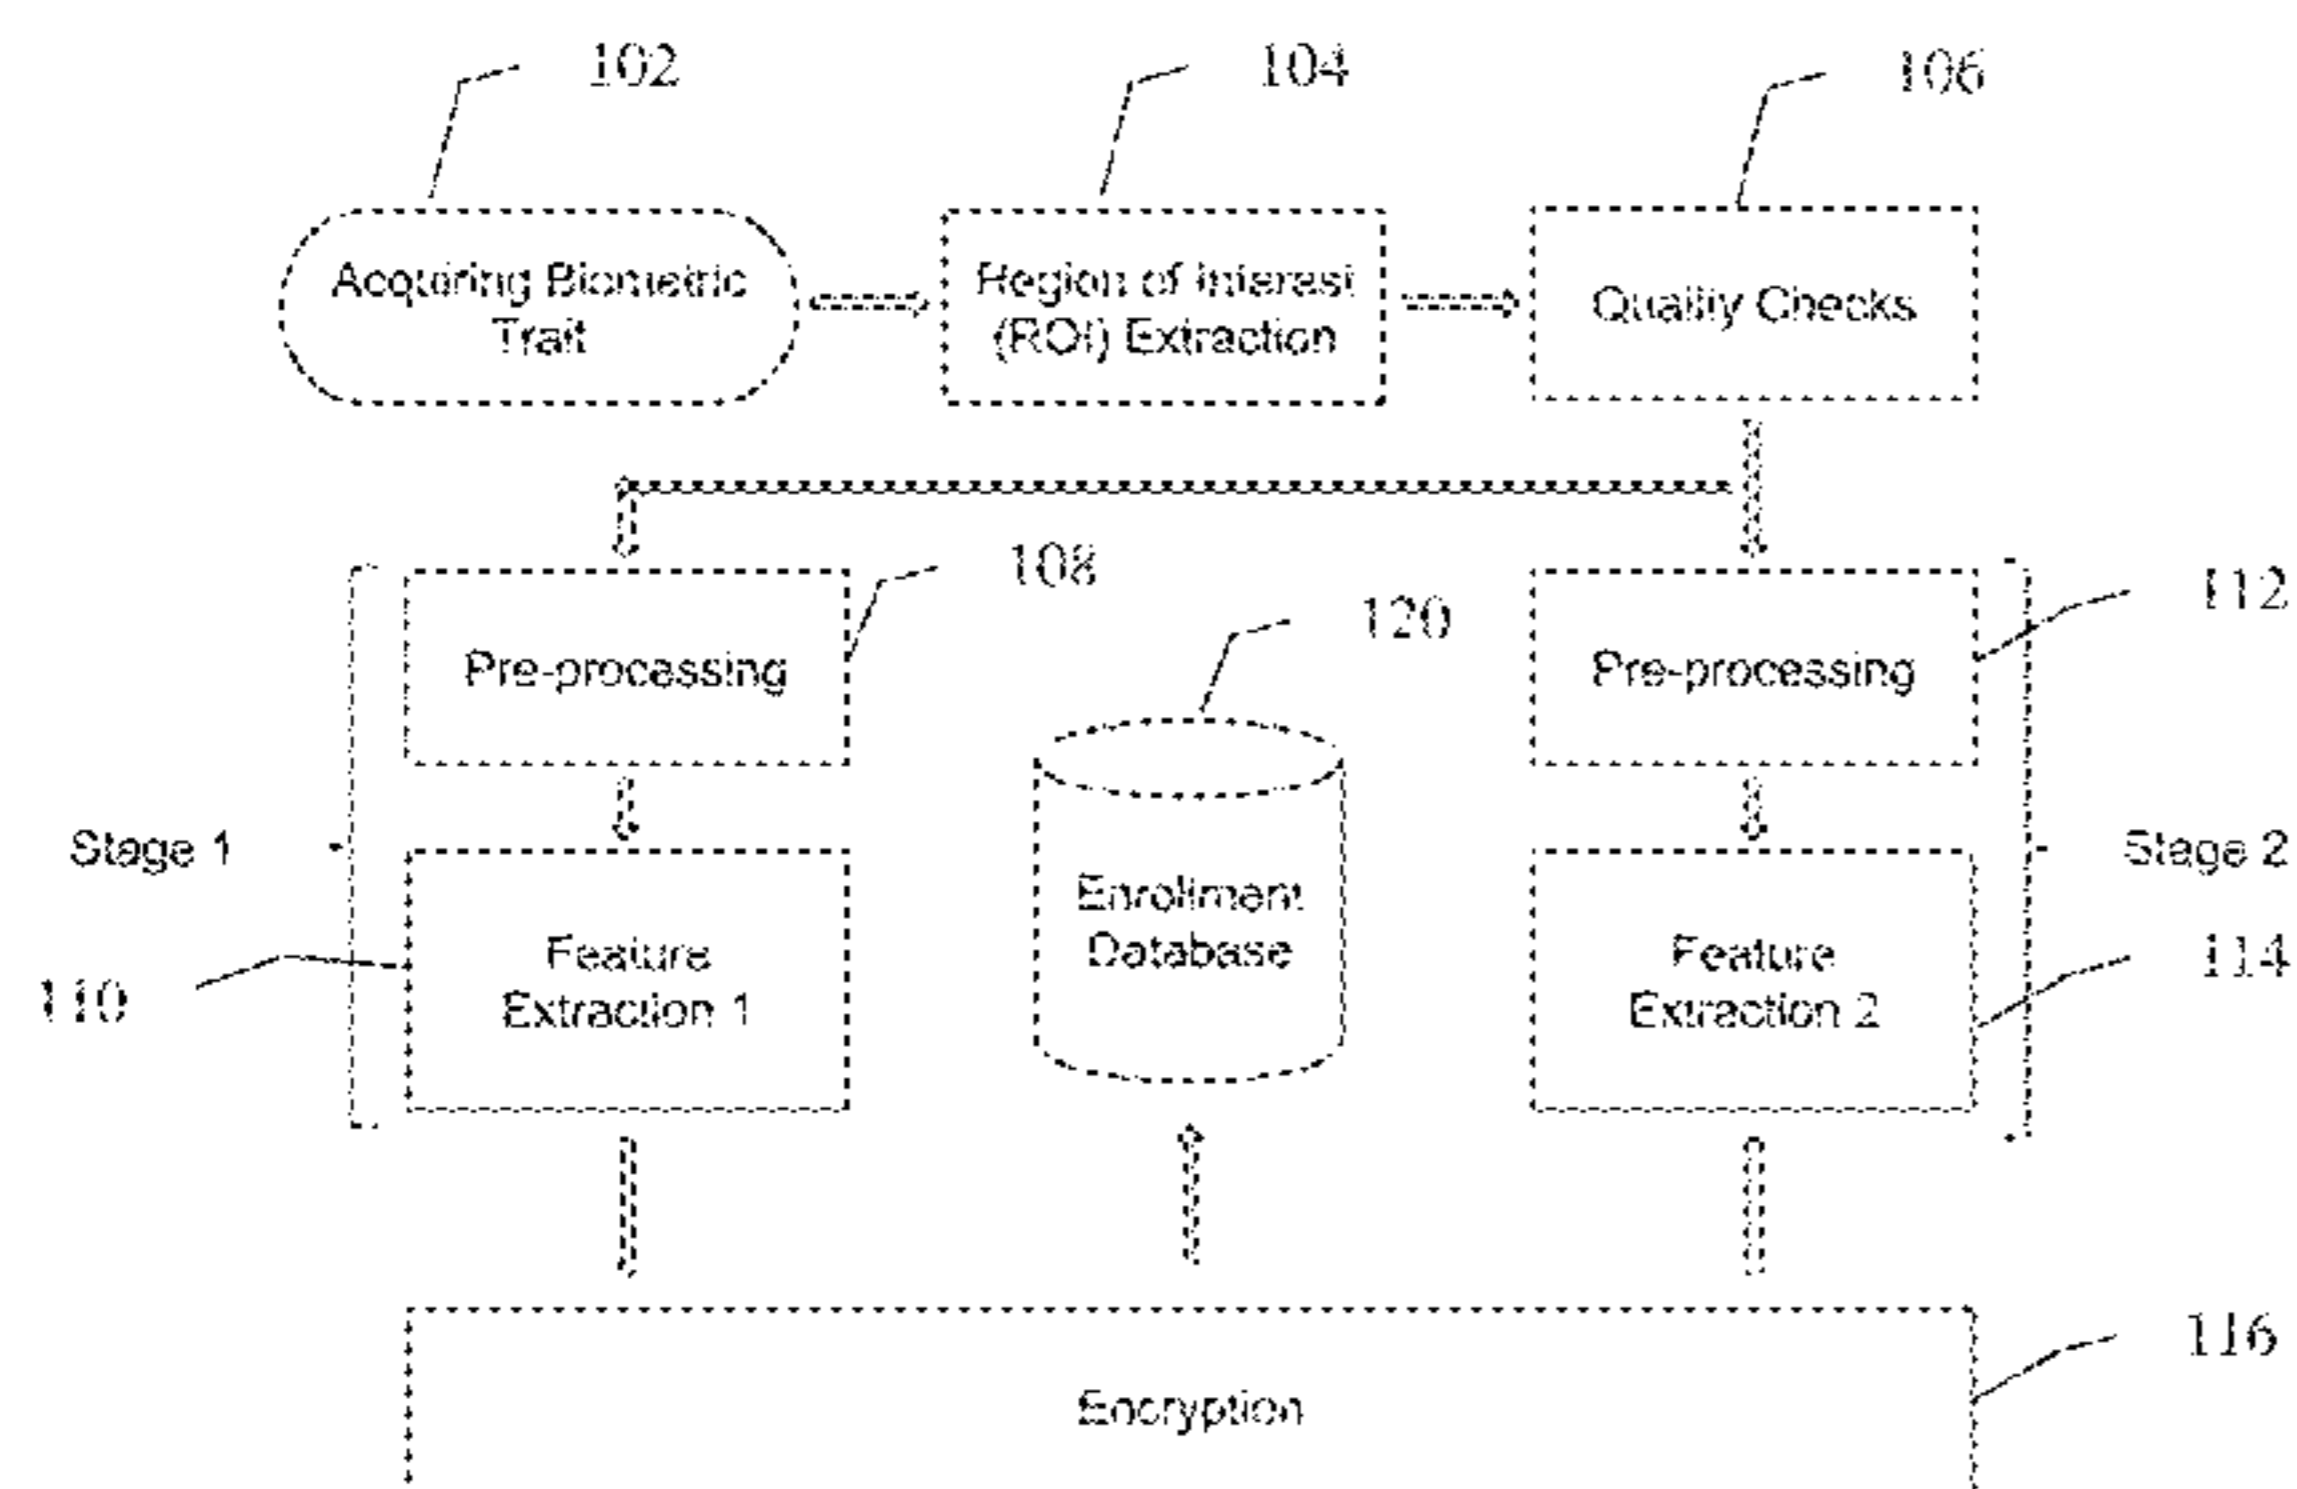 102
104
106
Acquiring Biometric
Trait
Region of Interest
(ROI) Extraction
Quality Checks
108
112
120
Pre-processing
Pre-processing
Stage 1
Stage 2
Enrollment
Database
Feature
Extraction 1
Feature
Extraction 2
110
114
116
Encryption